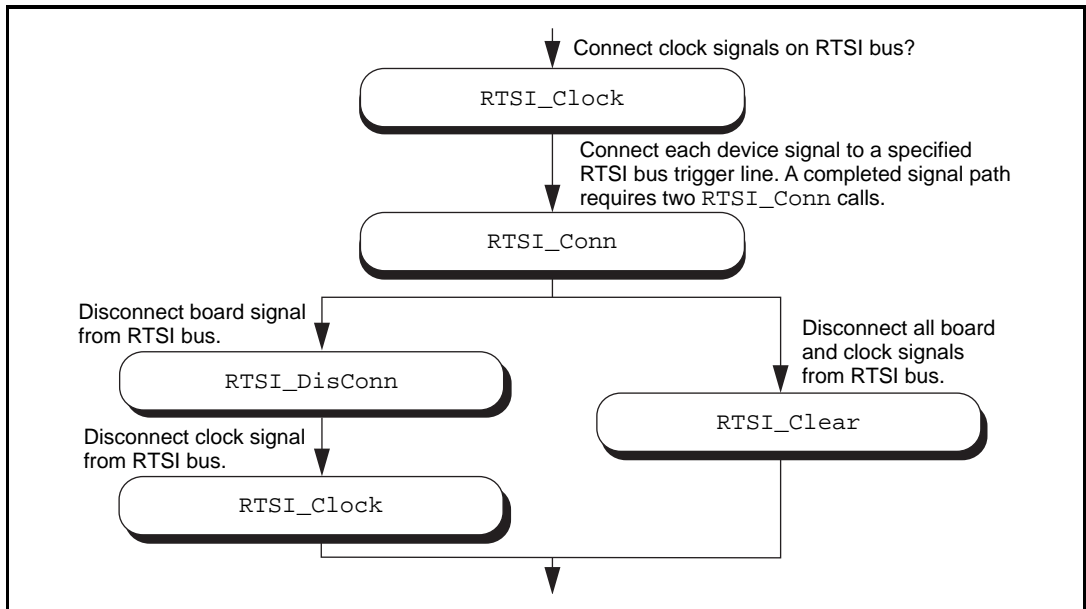 Connect clock signals on RTSI bus?
RTSI_Clock
Connect each device signal to a specified
RTSI bus trigger line. A completed signal path
requires two RTSI_Conn calls.
RTSI_Conn
Disconnect board signal
from RTSI bus.
RTSI_DisConn
Disconnect clock signal
from RTSI bus.
RTSI_Clock
Disconnect all board
and clock signals
from RTSI bus.
RTSI_Clear